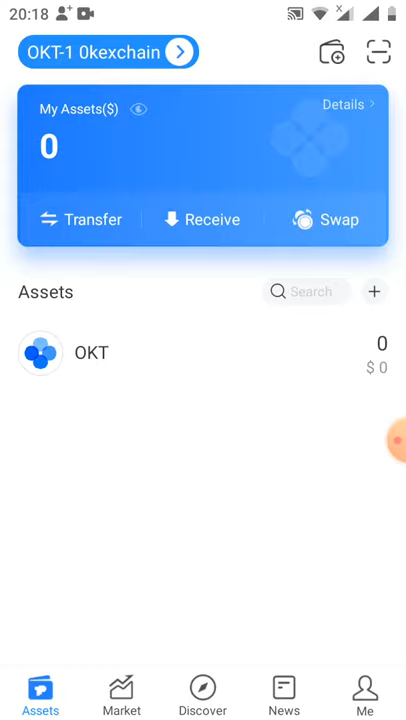 20:18
OKT-1 0kexchain
My Assets($)
Details
0
Transfer
Receive
Swap
Assets
Search
OKT
0
$ 0
Assets
Market
Discover
News
Me